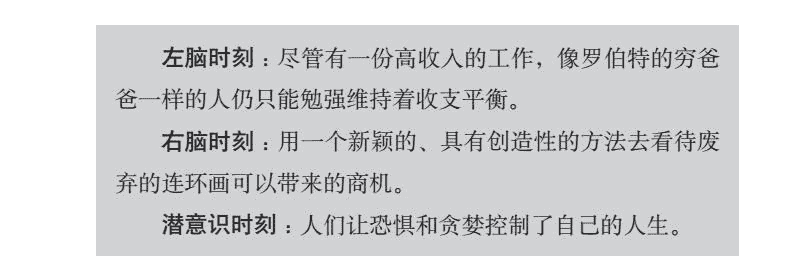 左脑时刻：尽管有一份高收入的工作，像罗伯特的穷爸
爸一样的人仍只能勉强维持着收支平衡。
右脑时刻：用一个新颖的、具有创造性的方法去看待废
弃的连环画可以带来的商机。
潜意识时刻：人们让恐惧和贪婪控制了自己的人生。